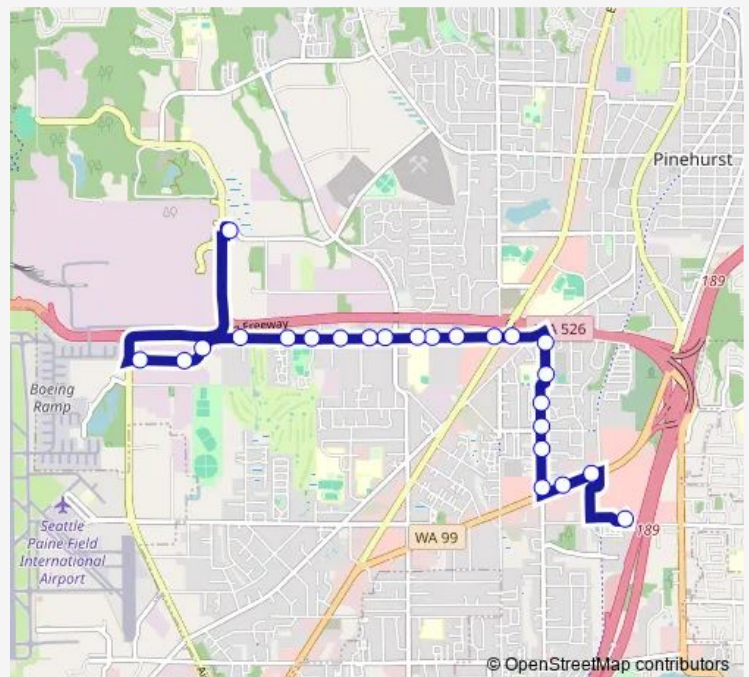 Pinehurst
189
Freeway
A 526
Boeing
Ramp
WA 99
189
Seattle
Paine Field
International
Airport
© OpenStreetMap contributors